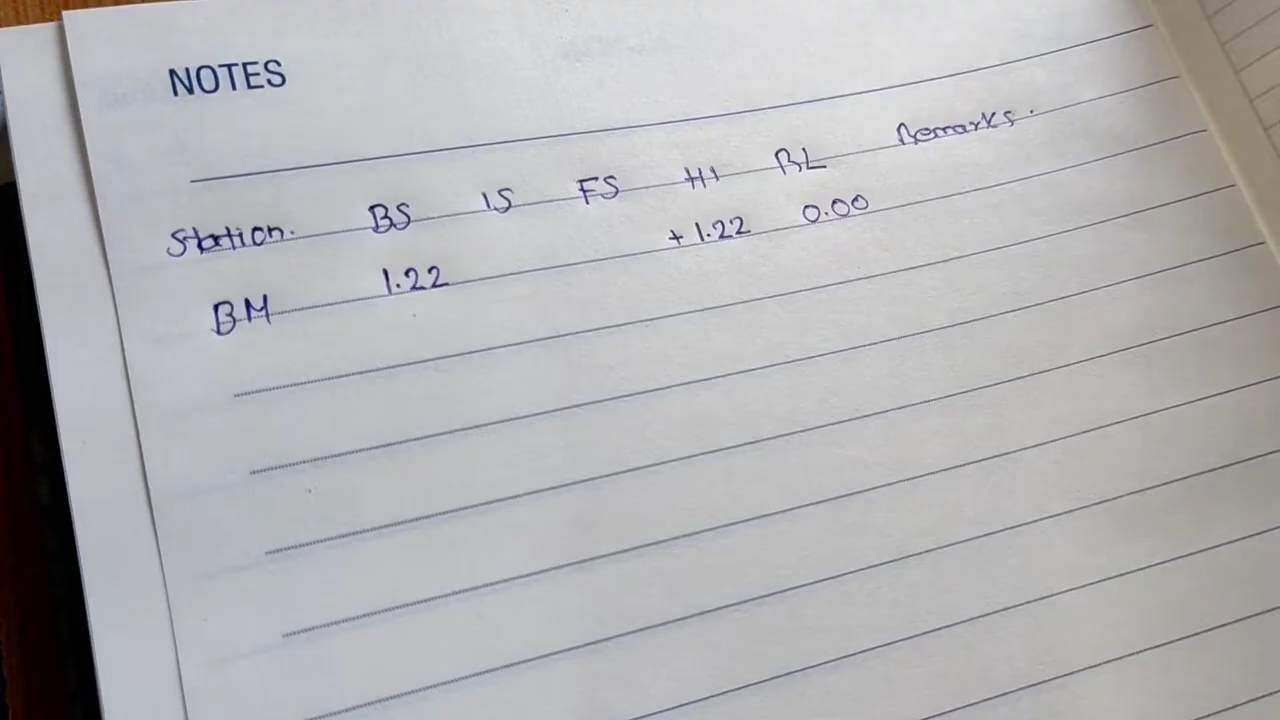 NOTES
Station. BS IS FS HI RL Remarks.
BM 1.22 +1.22 0.00